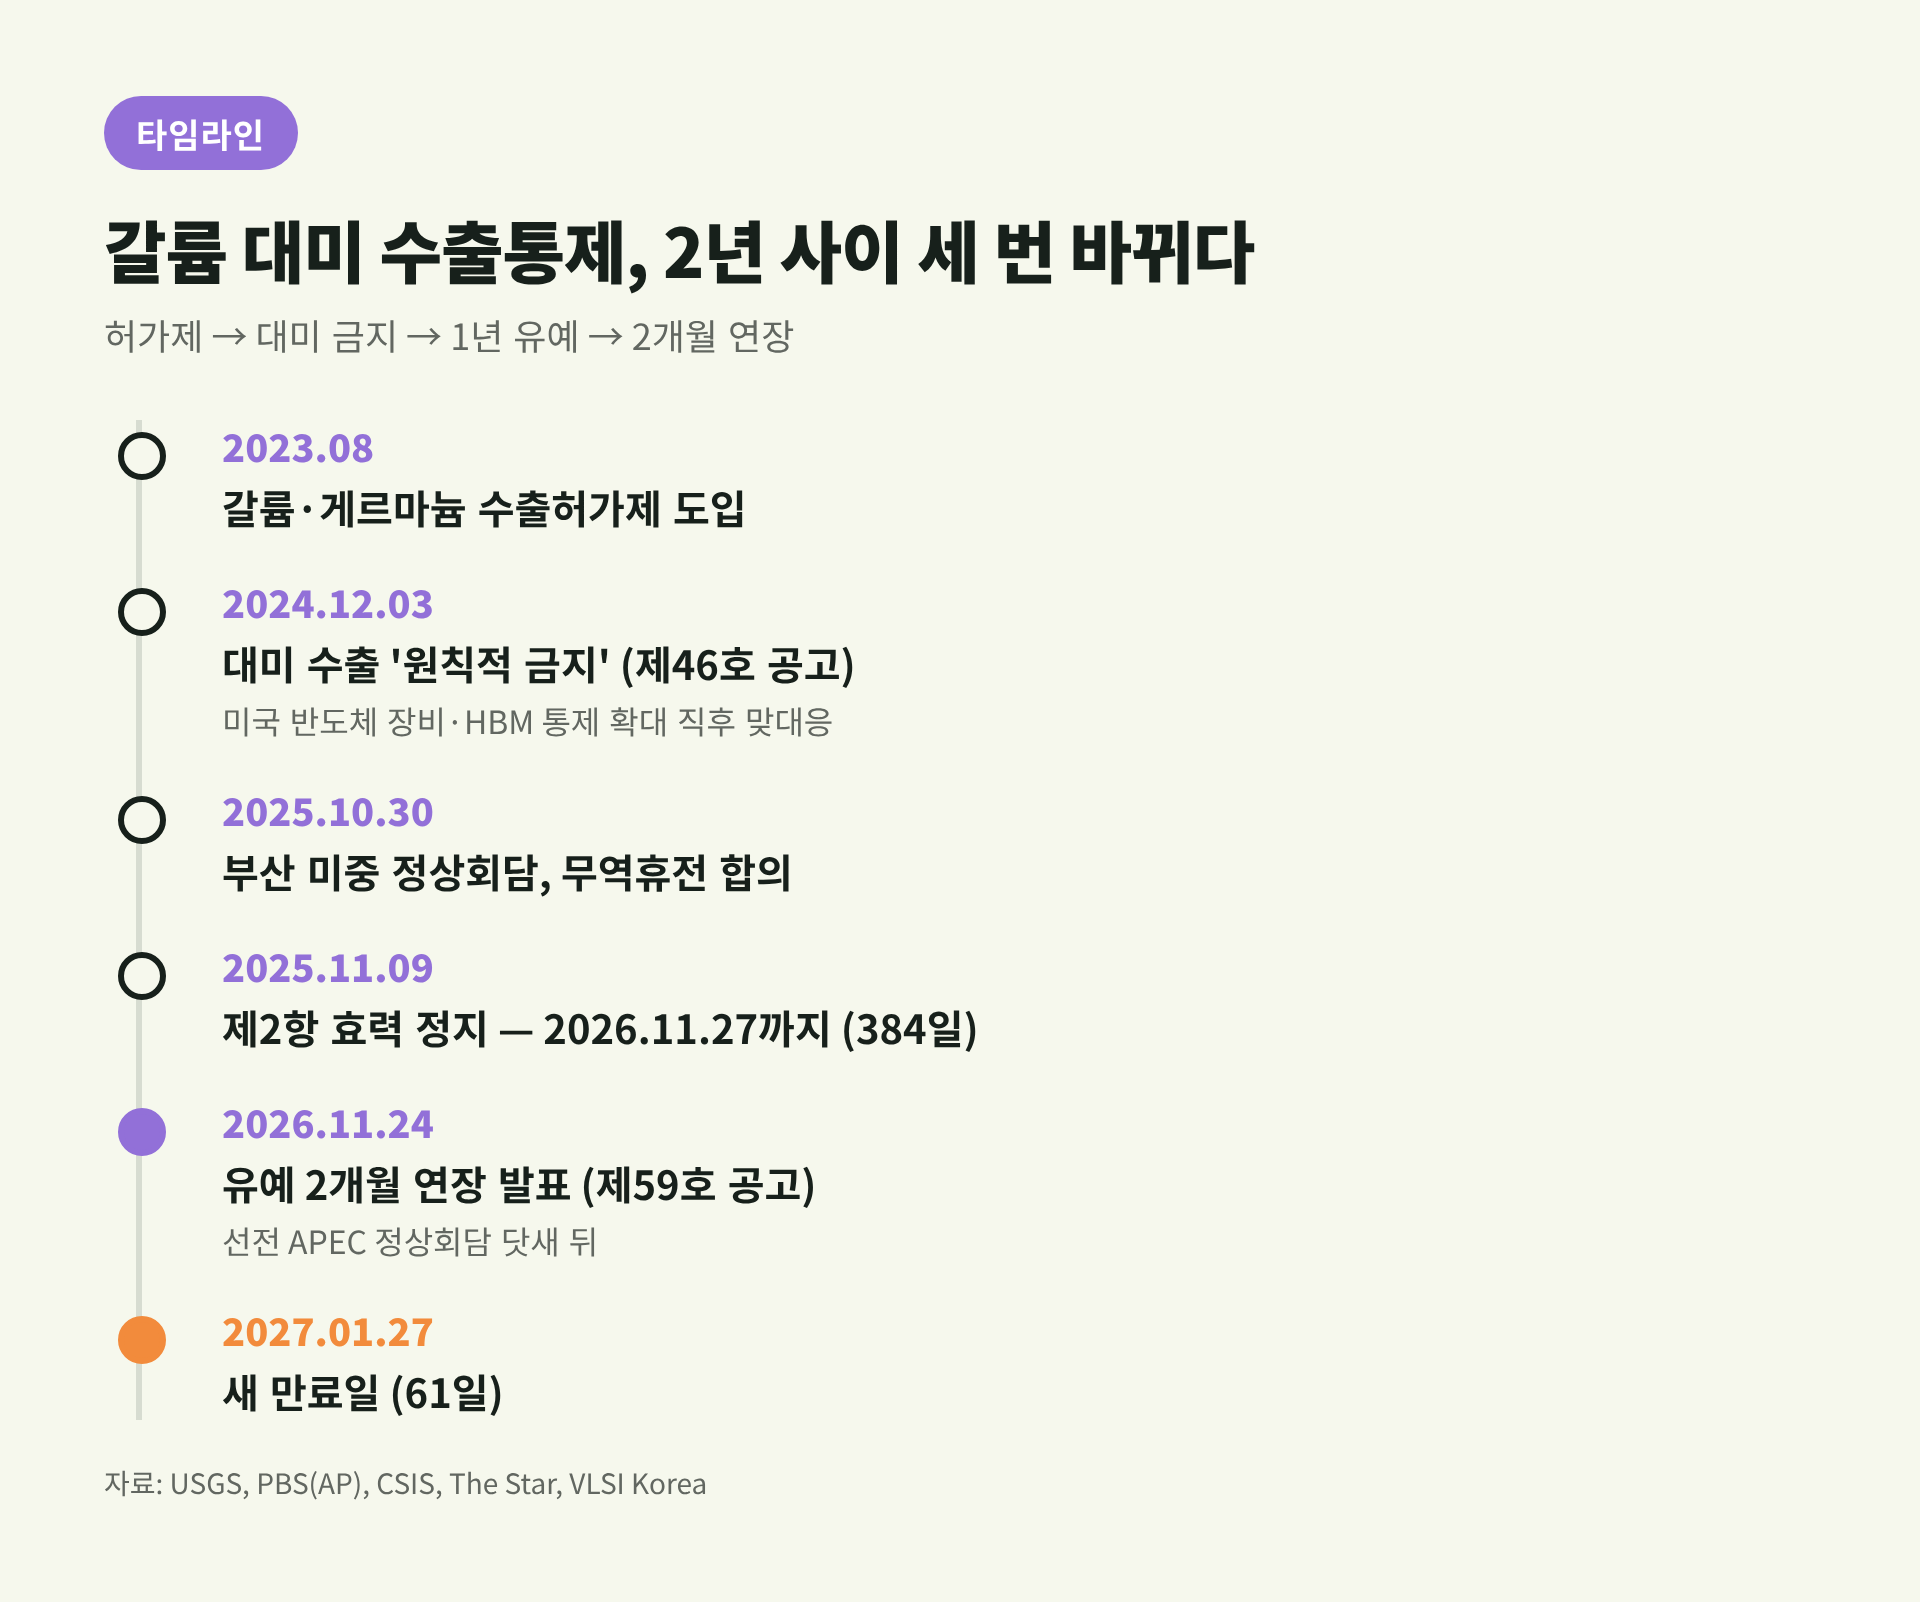 타임라인
갈륨 대미 수출통제, 2년 사이 세 번 바뀌다
허가제 → 대미 금지 → 1년 유예 → 2개월 연장
2023.08
갈륨·게르마늄 수출허가제 도입
2024.12.03
대미 수출 '원칙적 금지' (제46호 공고)
미국 반도체 장비·HBM 통제 확대 직후 맞대응
2025.10.30
부산 미중 정상회담, 무역휴전 합의
2025.11.09
제2항 효력 정지 — 2026.11.27까지 (384일)
2026.11.24
유예 2개월 연장 발표 (제59호 공고)
선전 APEC 정상회담 닷새 뒤
2027.01.27
새 만료일 (61일)
자료: USGS, PBS(AP), CSIS, The Star, VLSI Korea